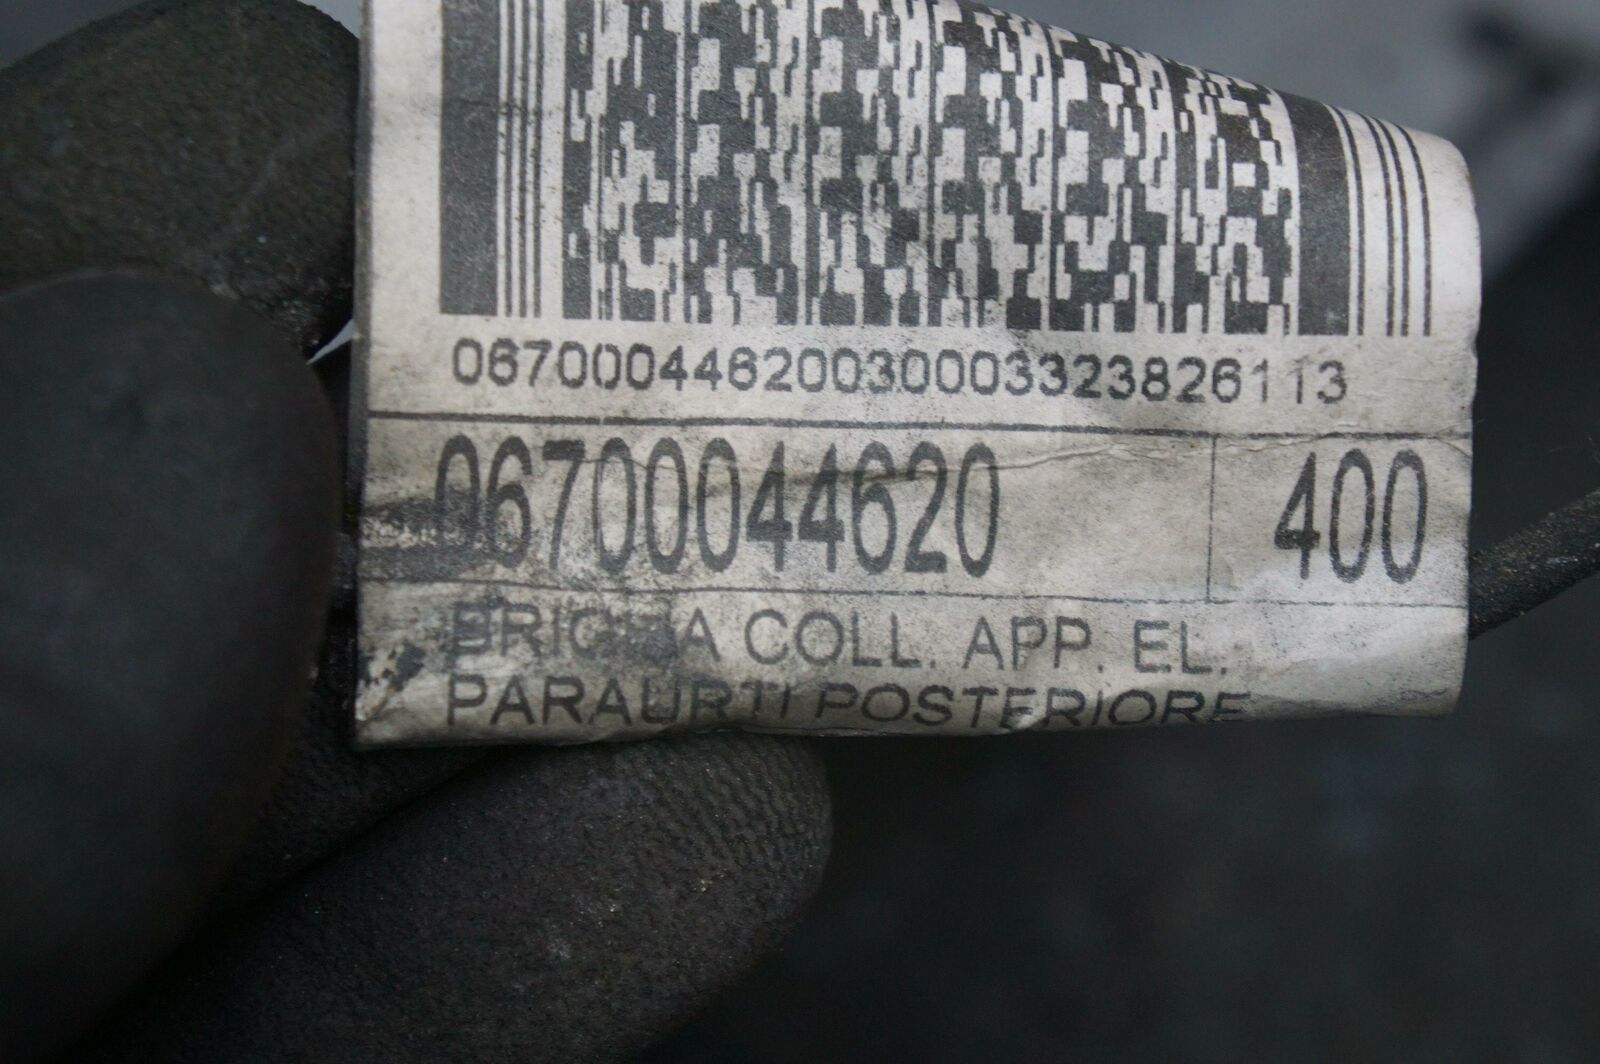 06700044620030003323826113
06700044620 400
COLL. APP. EL.
PARAURTI POSTERIORE